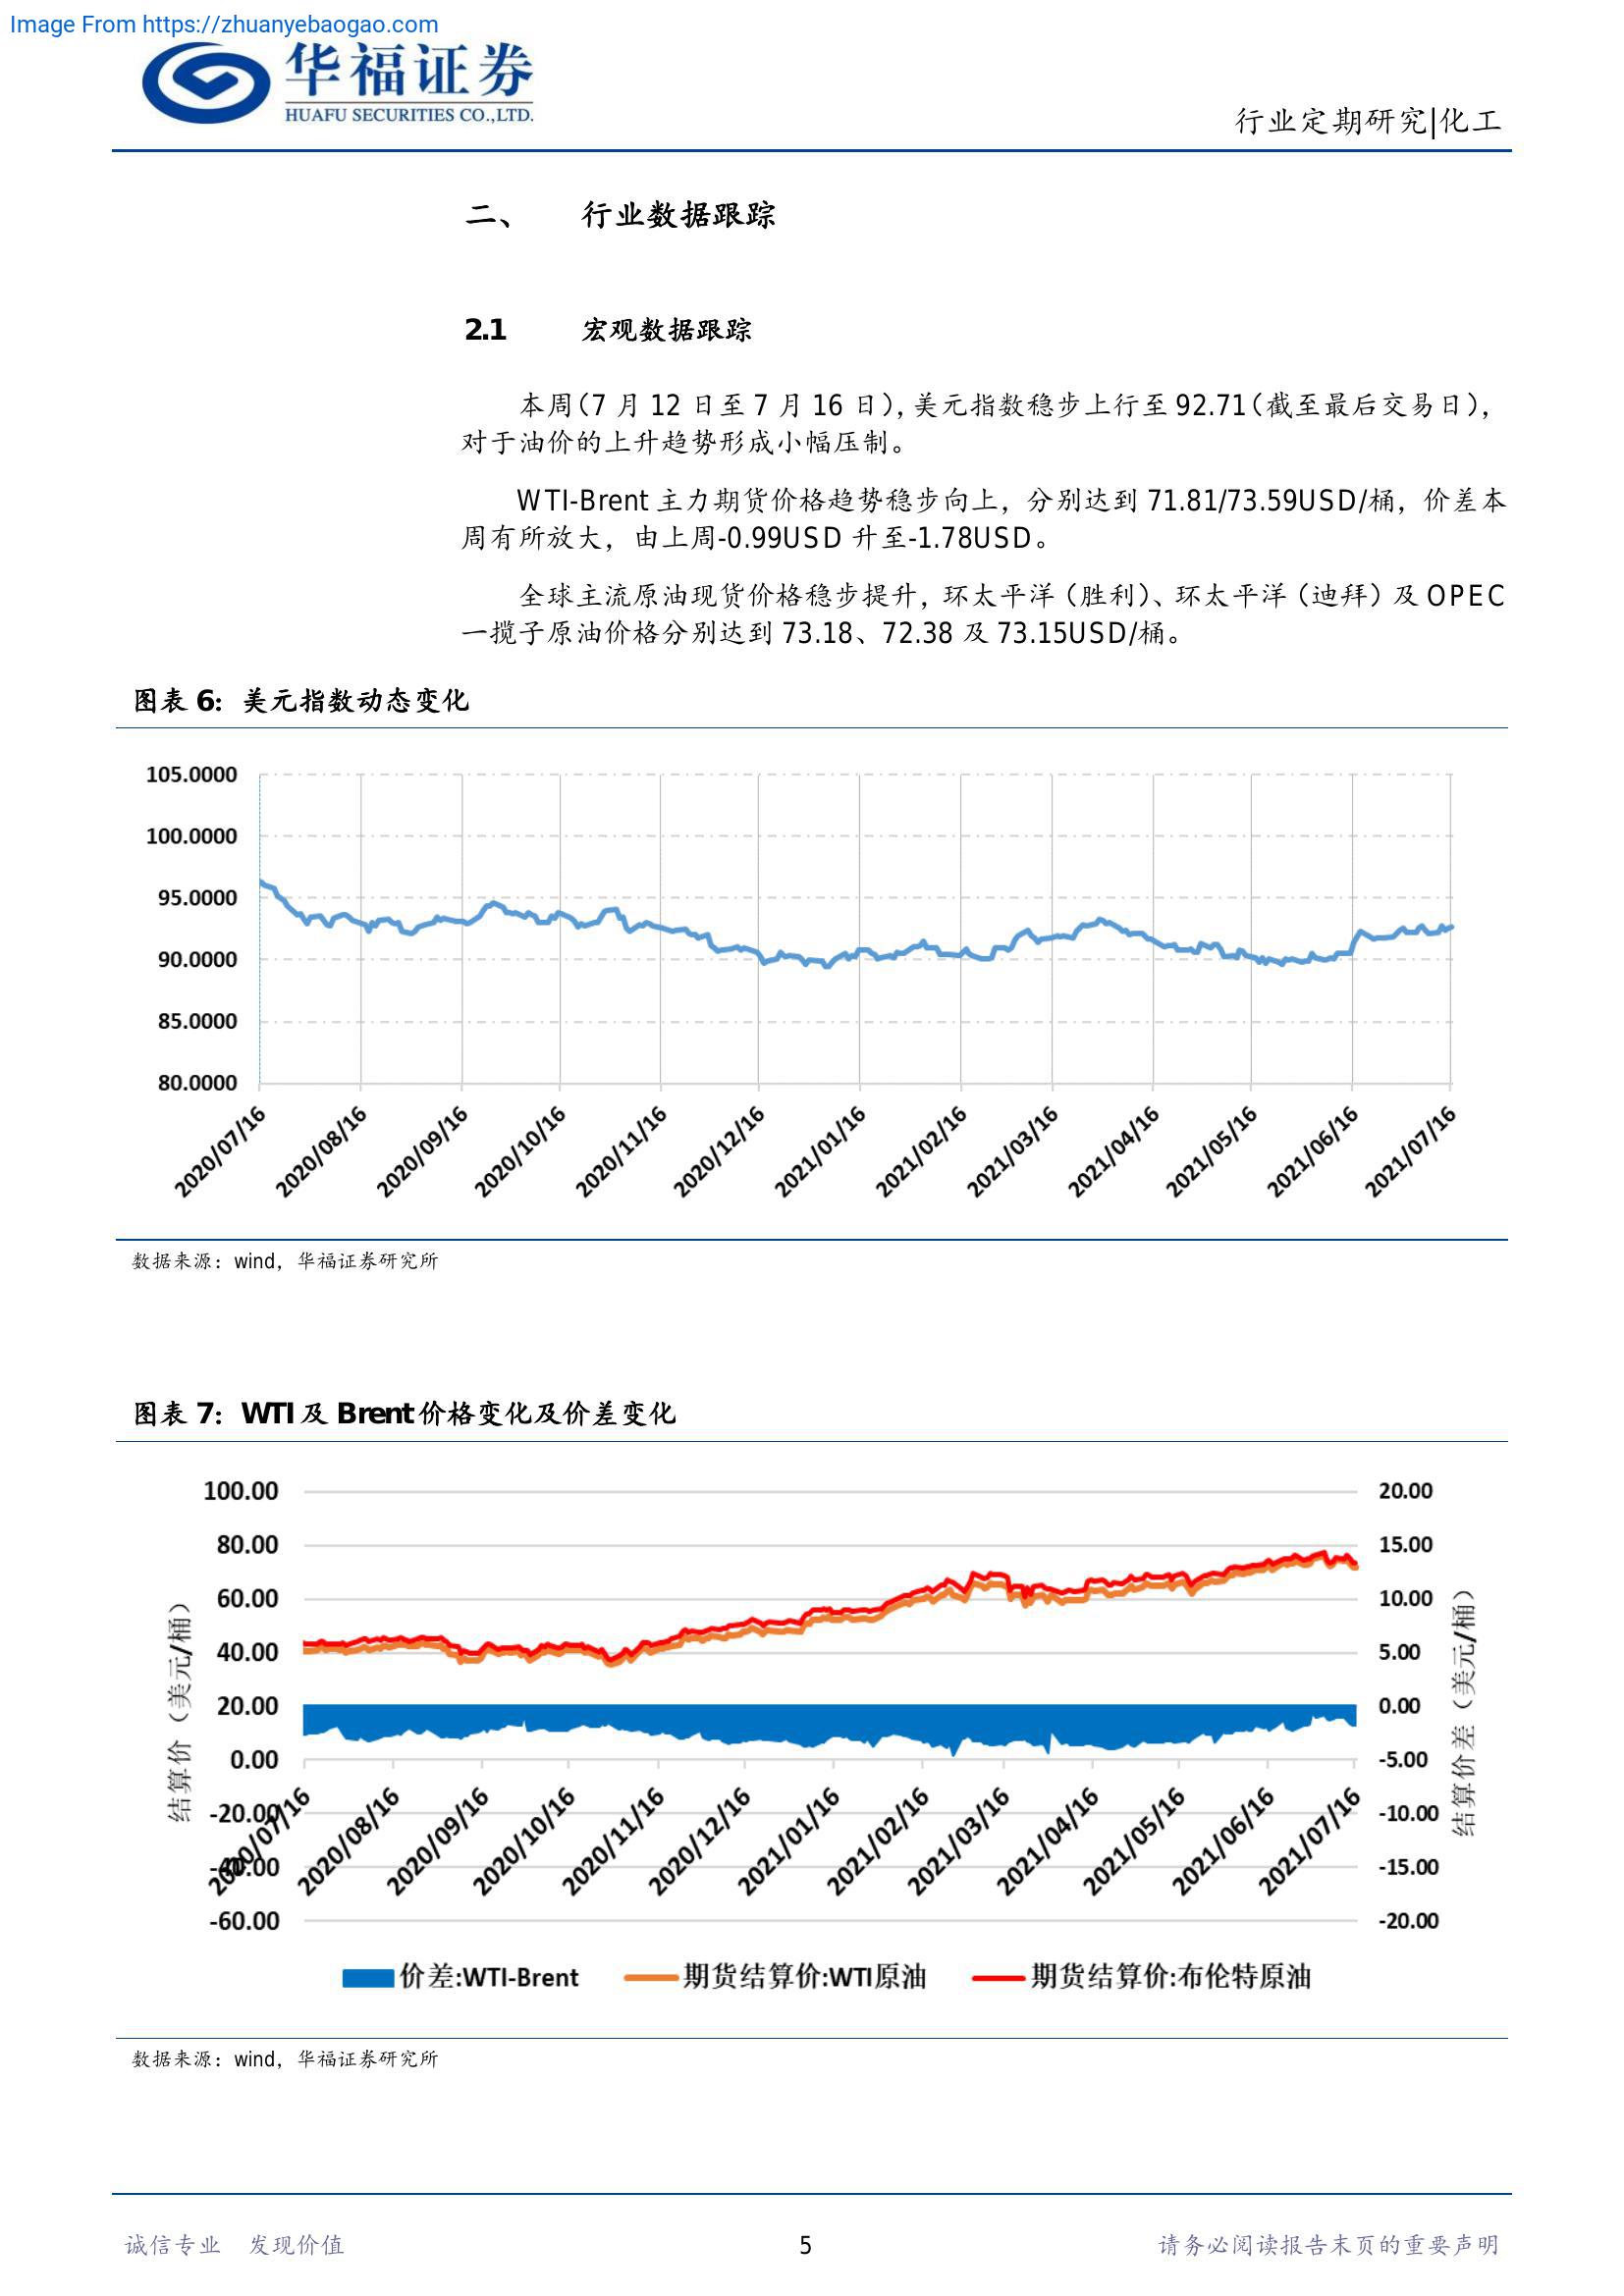 Image From https://zhuanyebaogao.com
华福证券
HUAFU SECURITIES CO.,LTD.
行业定期研究|化工
二、 行业数据跟踪
2.1 宏观数据跟踪
本周（7 月 12 日至 7 月 16 日），美元指数稳步上行至 92.71（截至最后交易日），
对于油价的上升趋势形成小幅压制。
WTI-Brent 主力期货价格趋势稳步向上，分别达到 71.81/73.59USD/桶，价差本
周有所放大，由上周-0.99USD 升至-1.78USD。
全球主流原油现货价格稳步提升，环太平洋（胜利）、环太平洋（迪拜）及 OPEC
一揽子原油价格分别达到 73.18、72.38 及 73.15USD/桶。
图表 6：美元指数动态变化
105.0000
100.0000
95.0000
90.0000
85.0000
80.0000
2020/07/16
2020/08/16
2020/09/16
2020/10/16
2020/11/16
2020/12/16
2021/01/16
2021/02/16
2021/03/16
2021/04/16
2021/05/16
2021/06/16
2021/07/16
数据来源：wind，华福证券研究所
图表 7：WTI 及 Brent 价格变化及价差变化
结算价（美元/桶）
100.00
80.00
60.00
40.00
20.00
0.00
-20.00
-40.00
-60.00
20.00
15.00
10.00
5.00
0.00
-5.00
-10.00
-15.00
-20.00
结算价差（美元/桶）
2020/07/16
2020/08/16
2020/09/16
2020/10/16
2020/11/16
2020/12/16
2021/01/16
2021/02/16
2021/03/16
2021/04/16
2021/05/16
2021/06/16
2021/07/16
价差:WTI-Brent
期货结算价:WTI原油
期货结算价:布伦特原油
数据来源：wind，华福证券研究所
诚信专业 发现价值
5
请务必阅读报告末页的重要声明